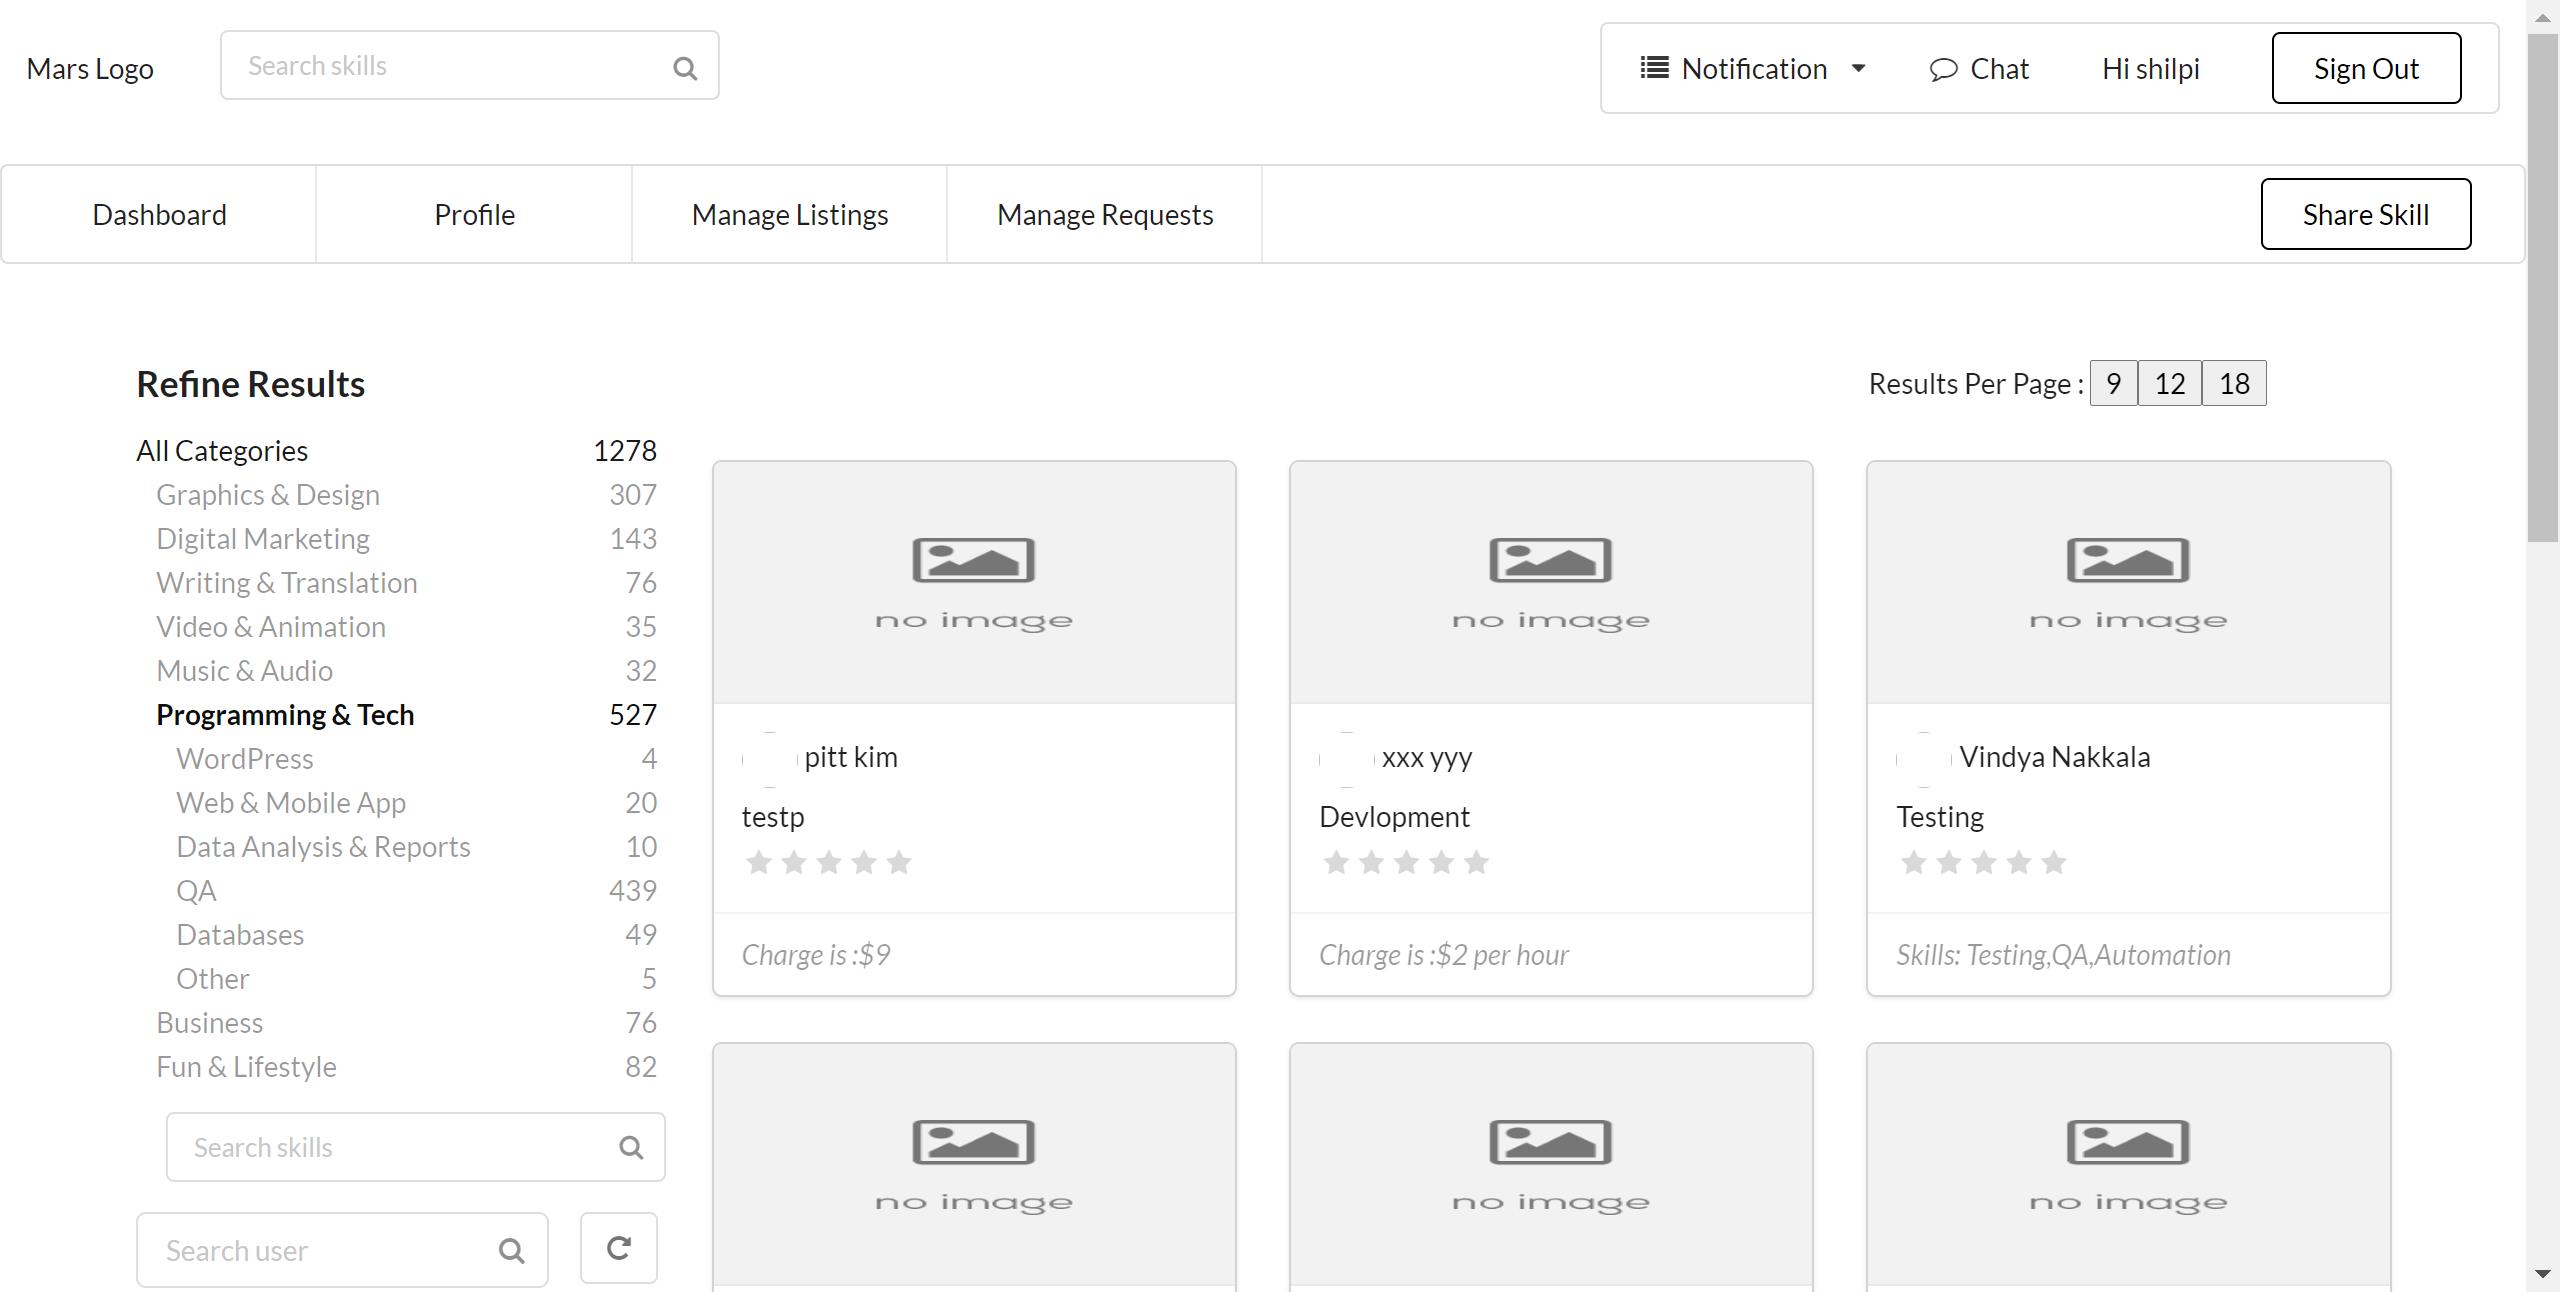 Mars Logo
Search skills
Notification
Chat
Hi shilpi
Sign Out
Dashboard
Profile
Manage Listings
Manage Requests
Share Skill
Refine Results
All Categories 1278
Graphics & Design 307
Digital Marketing 143
Writing & Translation 76
Video & Animation 35
Music & Audio 32
Programming & Tech 527
WordPress 4
Web & Mobile App 20
Data Analysis & Reports 10
QA 439
Databases 49
Other 5
Business 76
Fun & Lifestyle 82
Search skills
Search user
Results Per Page : 9 12 18
no image
pitt kim
testp
Charge is :$9
no image
xxx yyy
Devlopment
Charge is :$2 per hour
no image
Vindya Nakkala
Testing
Skills: Testing,QA,Automation
no image
no image
no image